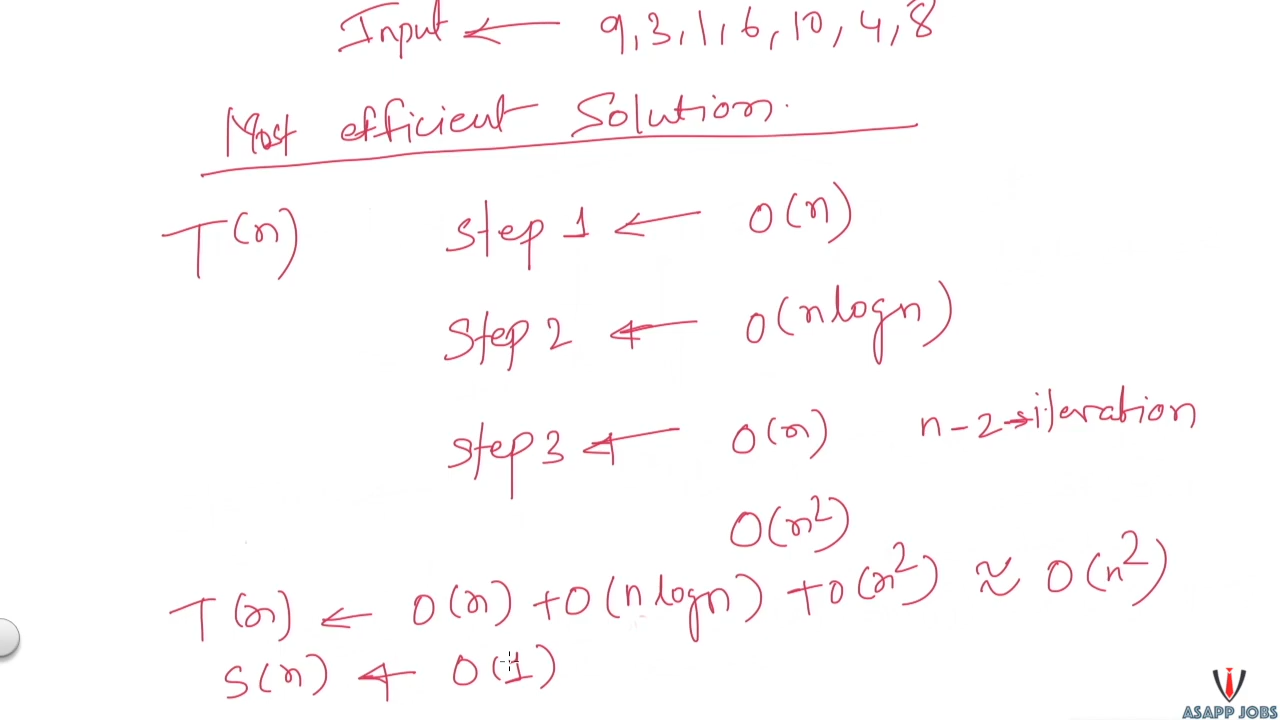 Input ← 9, 3, 1, 6, 10, 4, 8
Most efficient Solution.
T(n) Step 1 ← O(n)
Step 2 ← O(nlogn)
Step 3 ← O(n) n-2→iteration
O(n²)
T(n) ← O(n) + O(n logn) + O(n²) ≈ O(n²)
S(n) ← O(1)
ASAPP JOBS